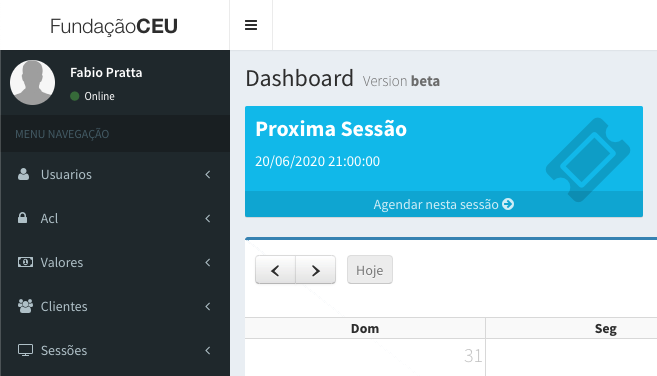 FundaçãoCEU
Fabio Pratta
Online
MENU NAVEGAÇÃO
Usuarios
Acl
Valores
Clientes
Sessões
Dashboard Version beta
Proxima Sessão
20/06/2020 21:00:00
Agendar nesta sessão
Hoje
Dom Seg
31